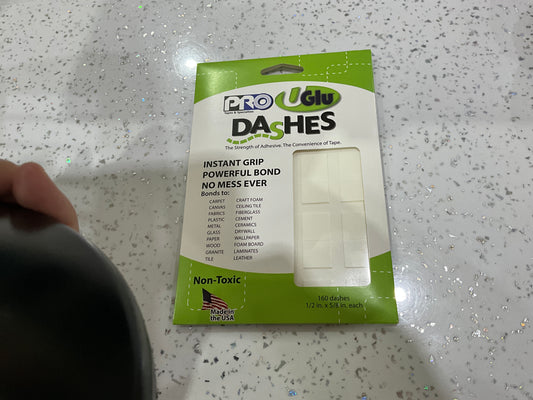 PRO UGlu
Tapes & Specialties
DASHES
The Strength of Adhesive. The Convenience of Tape.
INSTANT GRIP
POWERFUL BOND
NO MESS EVER
Bonds to:
CARPET CRAFT FOAM
CANVAS CEILING TILE
FABRICS FIBERGLASS
PLASTIC CEMENT
METAL CERAMICS
GLASS DRYWALL
PAPER WALLPAPER
WOOD FOAM BOARD
GRANITE LAMINATES
TILE LEATHER
Non-Toxic
Made in
the USA
160 dashes
1/2 in. x 5/8 in. each